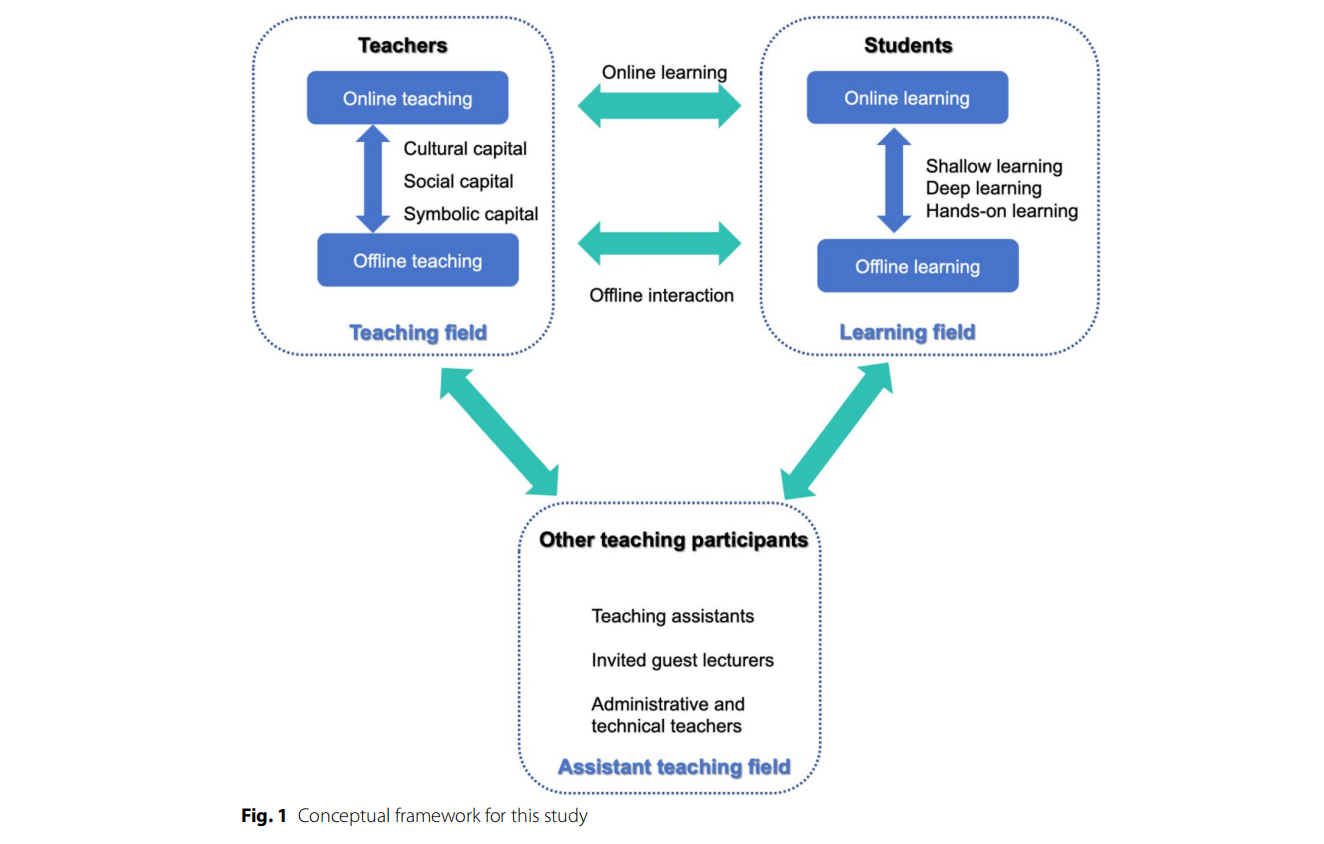 Teachers
Online teaching
Cultural capital
Social capital
Symbolic capital
Offline teaching
Teaching field
Online learning
Offline interaction
Students
Online learning
Shallow learning
Deep learning
Hands-on learning
Offline learning
Learning field
Other teaching participants
Teaching assistants
Invited guest lecturers
Administrative and
technical teachers
Assistant teaching field
Fig. 1 Conceptual framework for this study